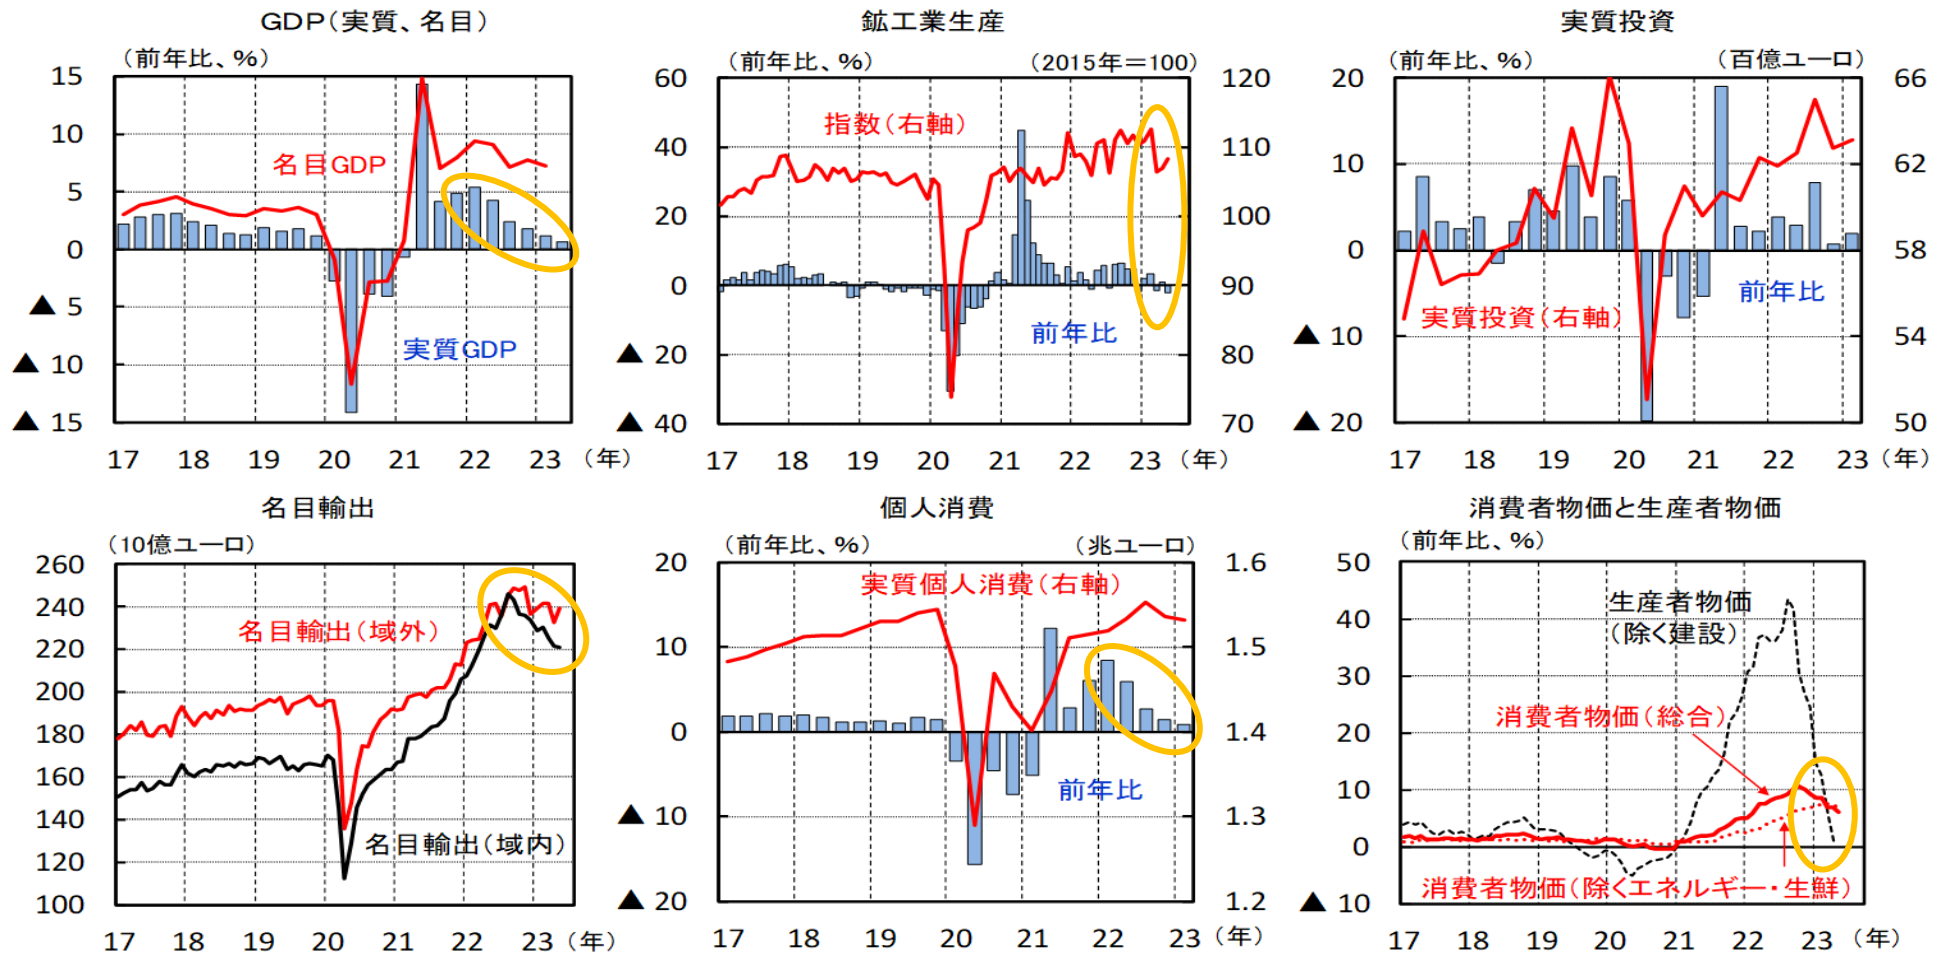 GDP(実質、名目)
(前年比、%)
15
10
5
0
▲ 5
▲ 10
▲ 15
名目GDP
実質GDP
17 18 19 20 21 22 23 (年)
鉱工業生産
(前年比、%) (2015年=100)
60 120
40 110
20 100
0 90
▲ 20 80
▲ 40 70
指数(右軸)
前年比
17 18 19 20 21 22 23 (年)
実質投資
(前年比、%) (百億ユーロ)
20 66
10 62
0 58
▲ 10 54
▲ 20 50
前年比
実質投資(右軸)
17 18 19 20 21 22 23 (年)
名目輸出
(10億ユーロ)
260
240
220
200
180
160
140
120
100
名目輸出(域外)
名目輸出(域内)
17 18 19 20 21 22 23 (年)
個人消費
(前年比、%) (兆ユーロ)
20 1.6
10 1.5
0 1.4
▲ 10 1.3
▲ 20 1.2
実質個人消費(右軸)
前年比
17 18 19 20 21 22 23 (年)
消費者物価と生産者物価
(前年比、%)
50
40
30
20
10
0
▲ 10
生産者物価
(除く建設)
消費者物価(総合)
消費者物価(除くエネルギー・生鮮)
17 18 19 20 21 22 23 (年)